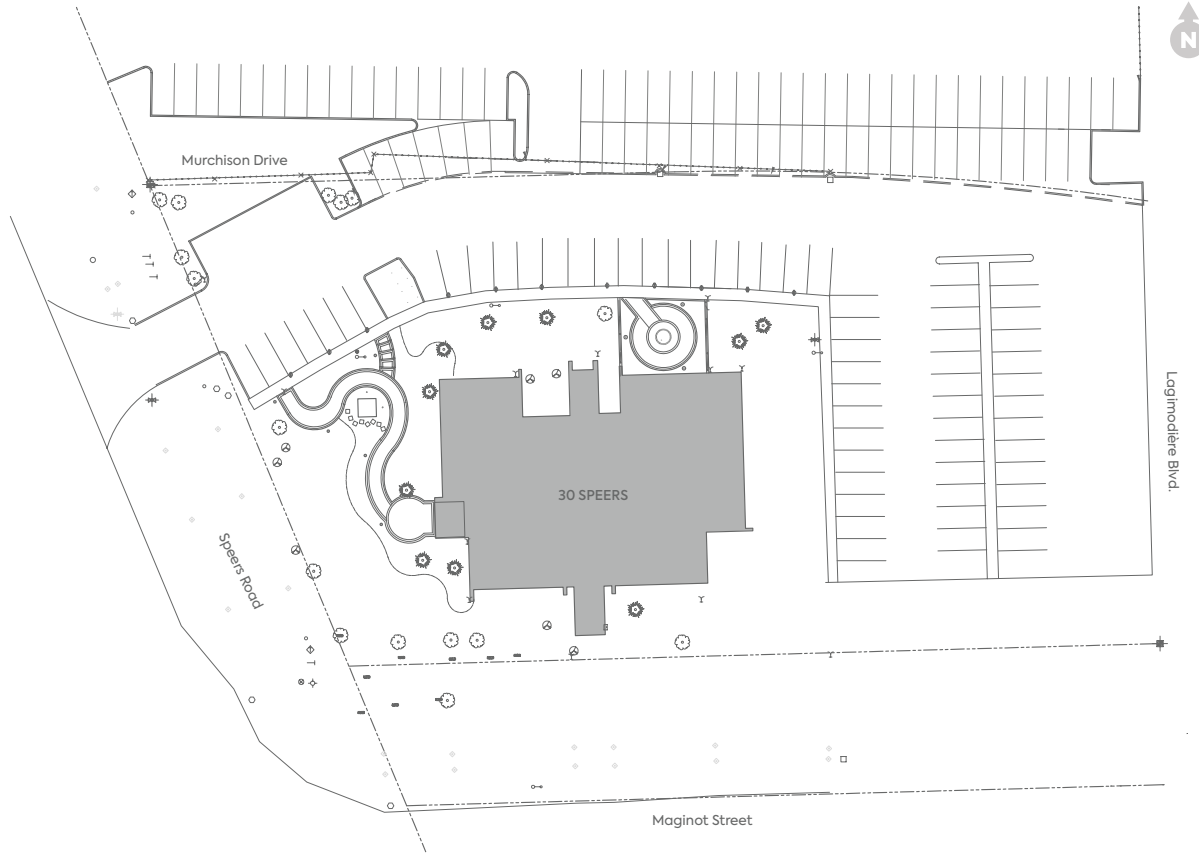 N
Murchison Drive
Lagimodière Blvd.
30 SPEERS
Speers Road
Maginot Street